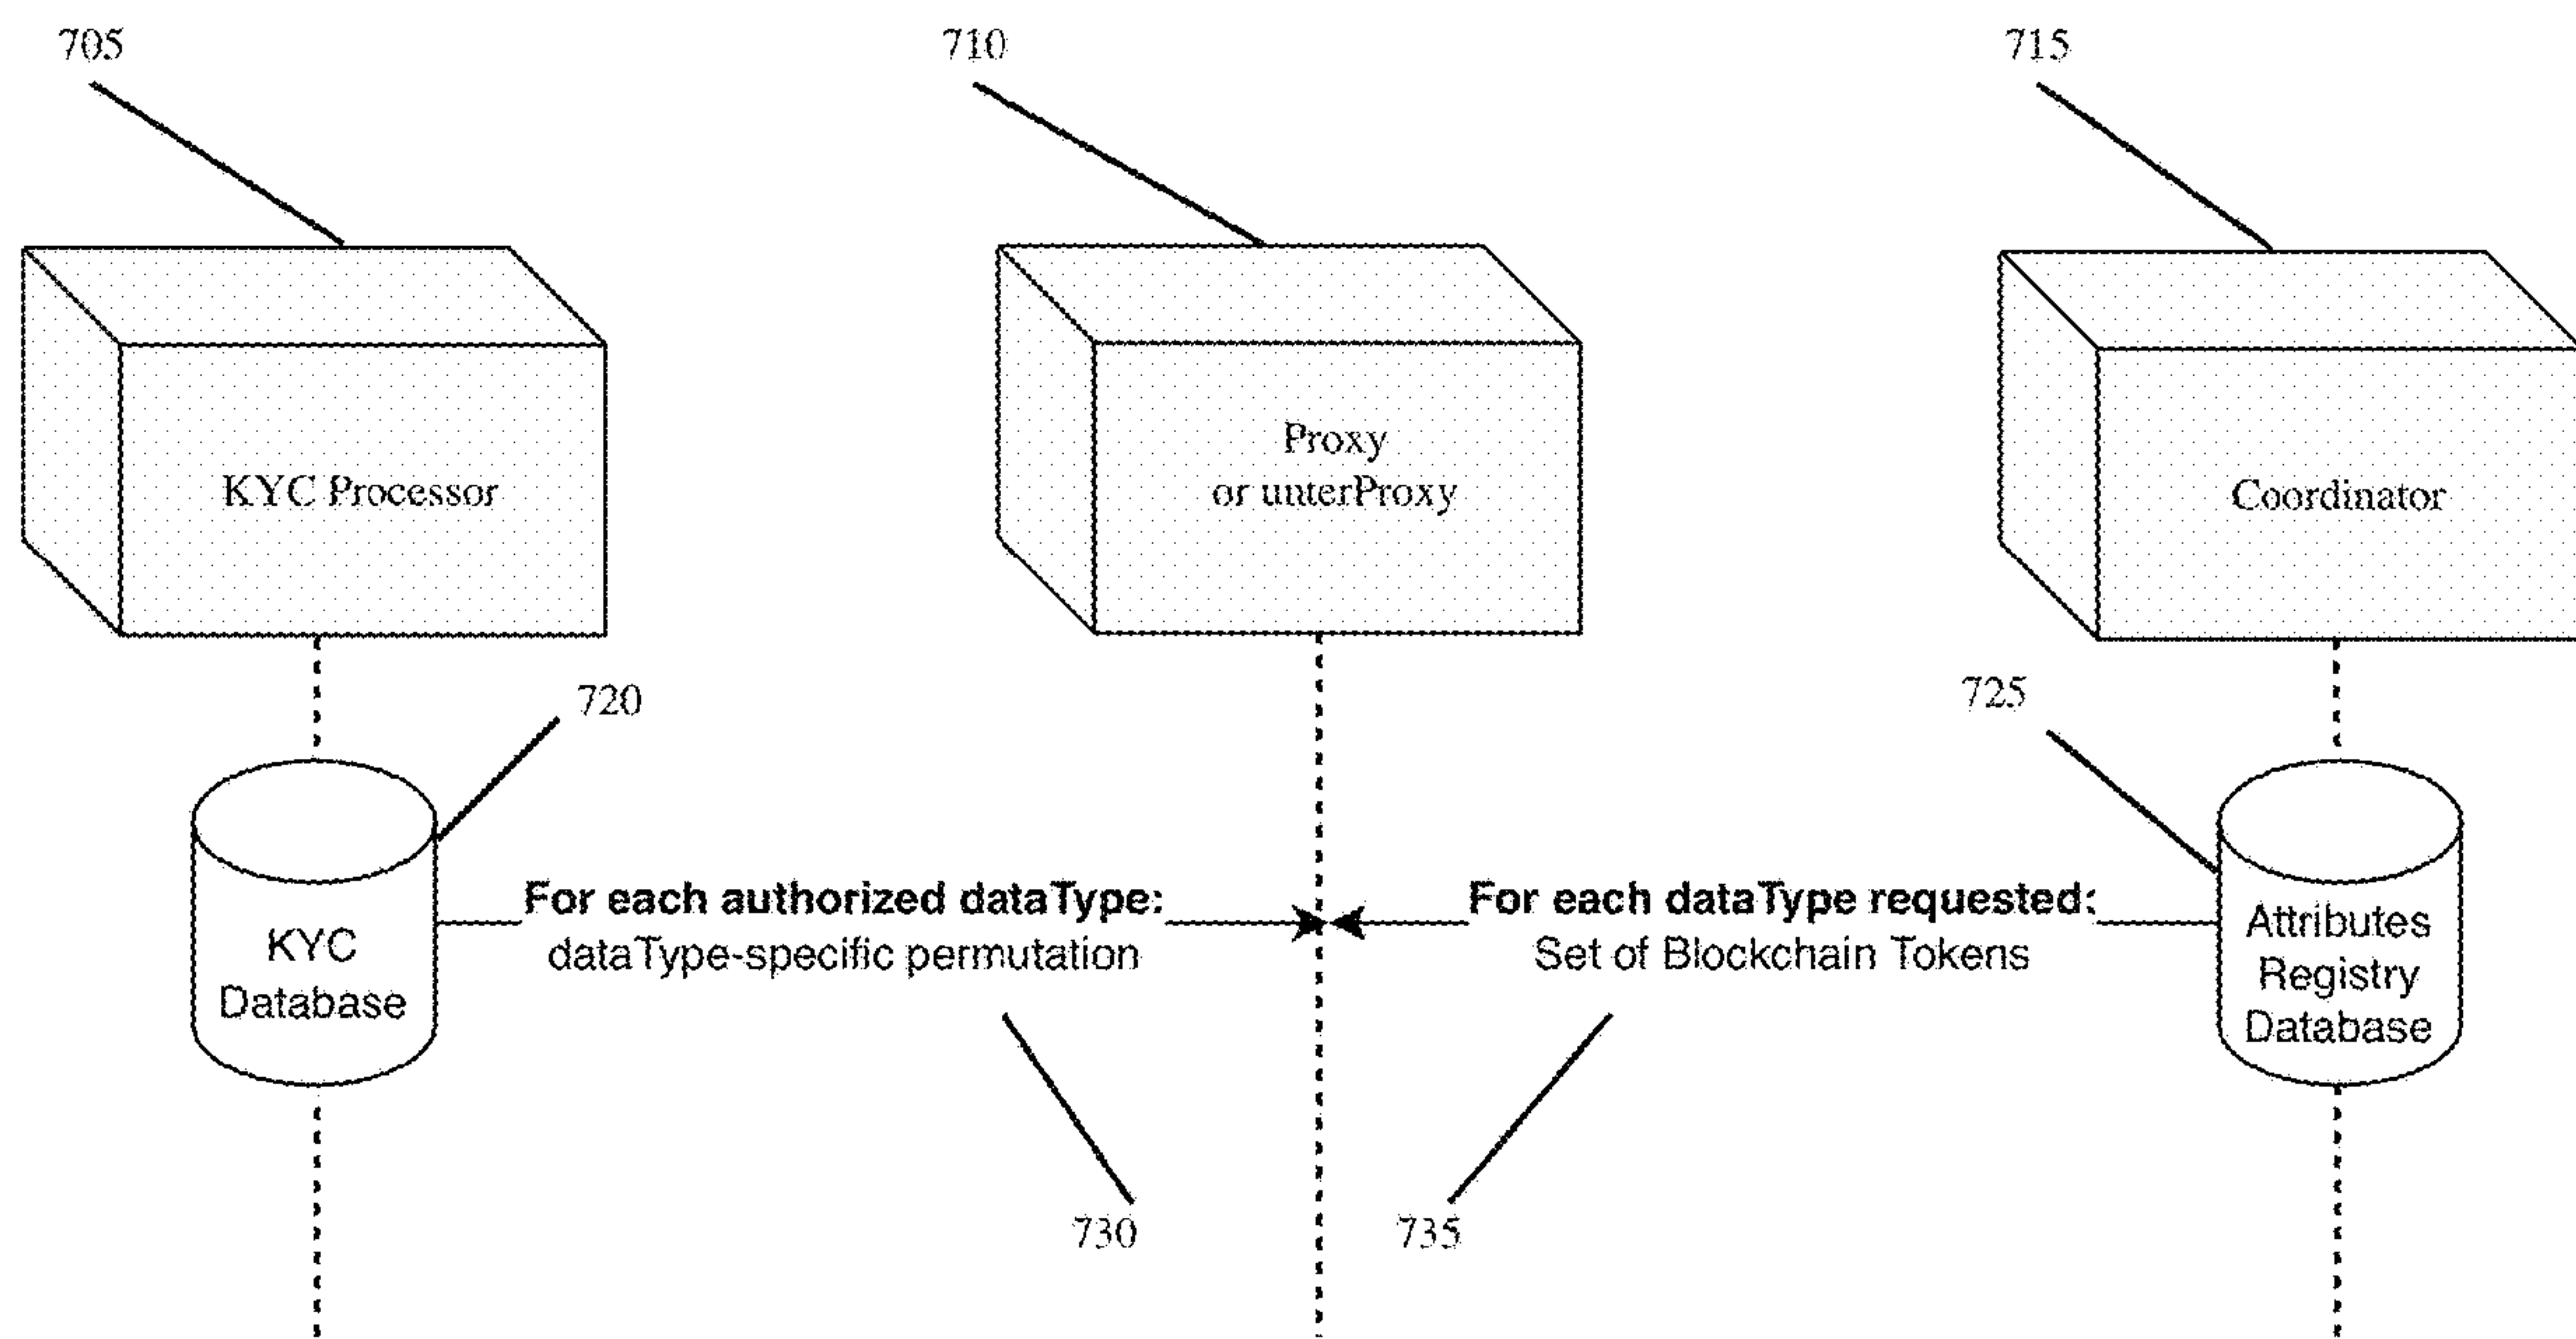 705
710
715
KYC Processor
Proxy
or unterProxy
Coordinator
720
725
For each authorized dataType:
dataType-specific permutation
For each dataType requested:
Set of Blockchain Tokens
KYC
Database
Attributes
Registry
Database
730
735